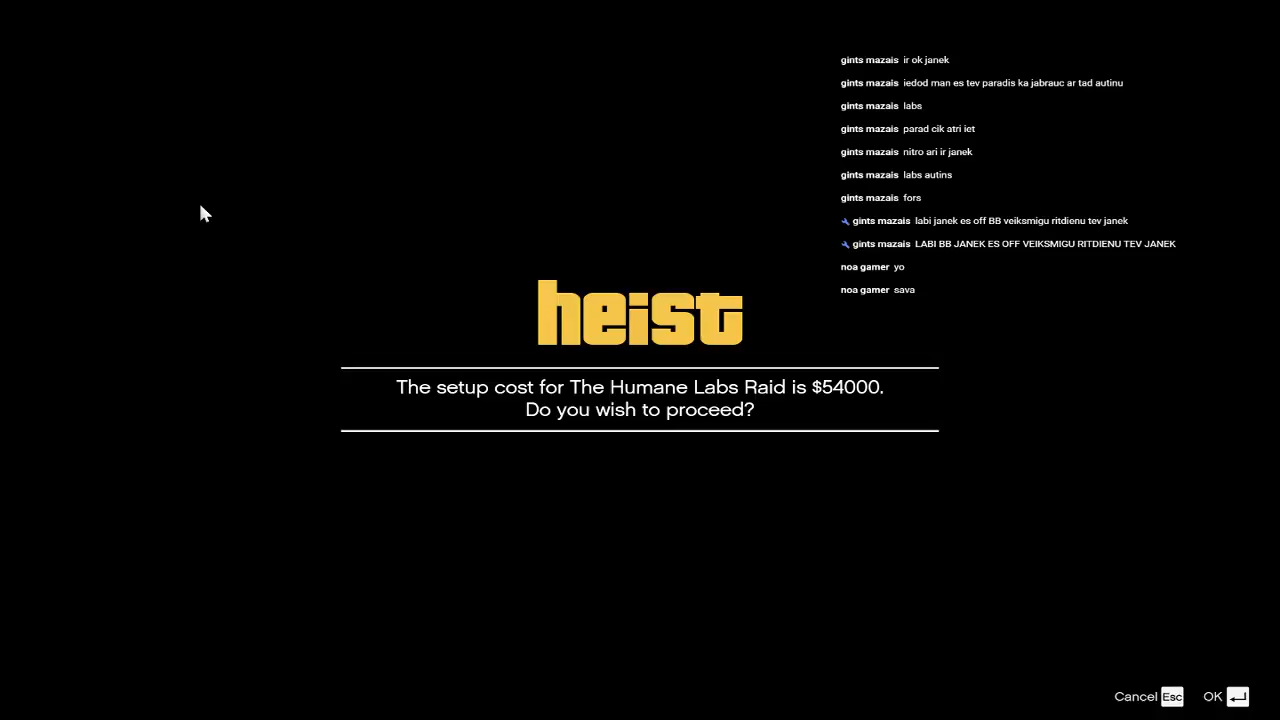 gints mazais ir ok janek
gints mazais iedod man es tev paradis ka jabrauc ar tad autinu
gints mazais labs
gints mazais parad cik atri iet
gints mazais nitro ari ir janek
gints mazais labs autins
gints mazais fors
gints mazais labi janek es off BB veiksmigu ritdienu tev janek
gints mazais LABI BB JANEK ES OFF VEIKSMIGU RITDIENU TEV JANEK
noa gamer yo
noa gamer sava
heist
The setup cost for The Humane Labs Raid is $54000.
Do you wish to proceed?
Cancel Esc OK